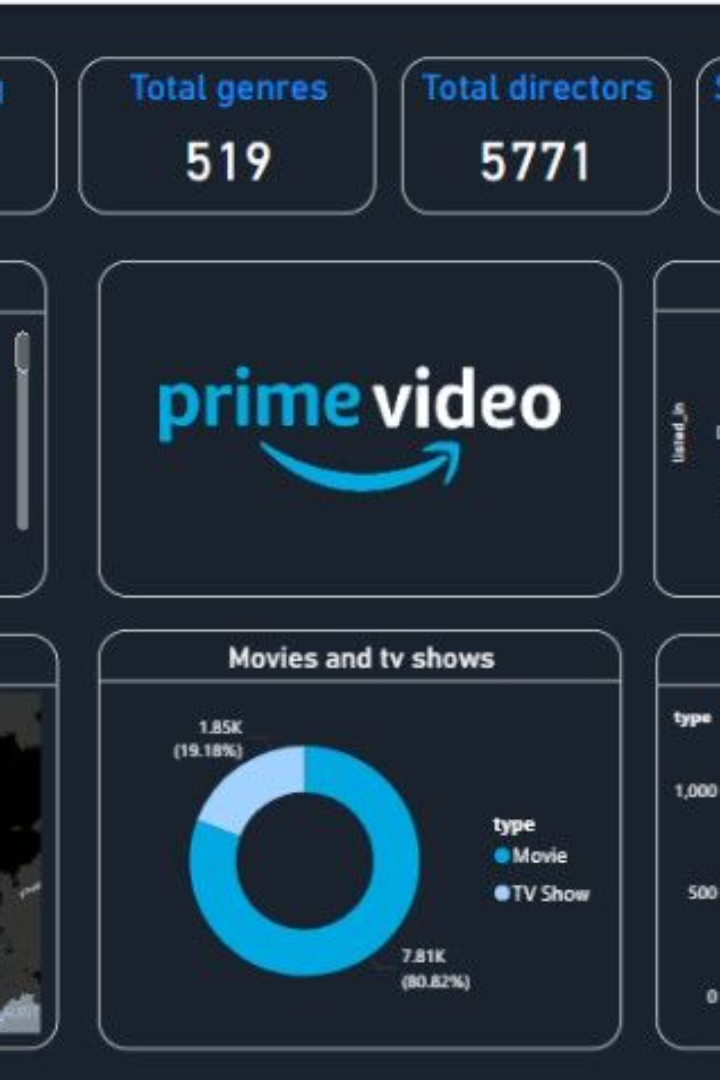 Total genres
Total directors
519
5771
prime video
listed_in
Movies and tv shows
1.85K
(19.18%)
type
Movie
TV Show
7.81K
(80.82%)
type
1,000
500
0